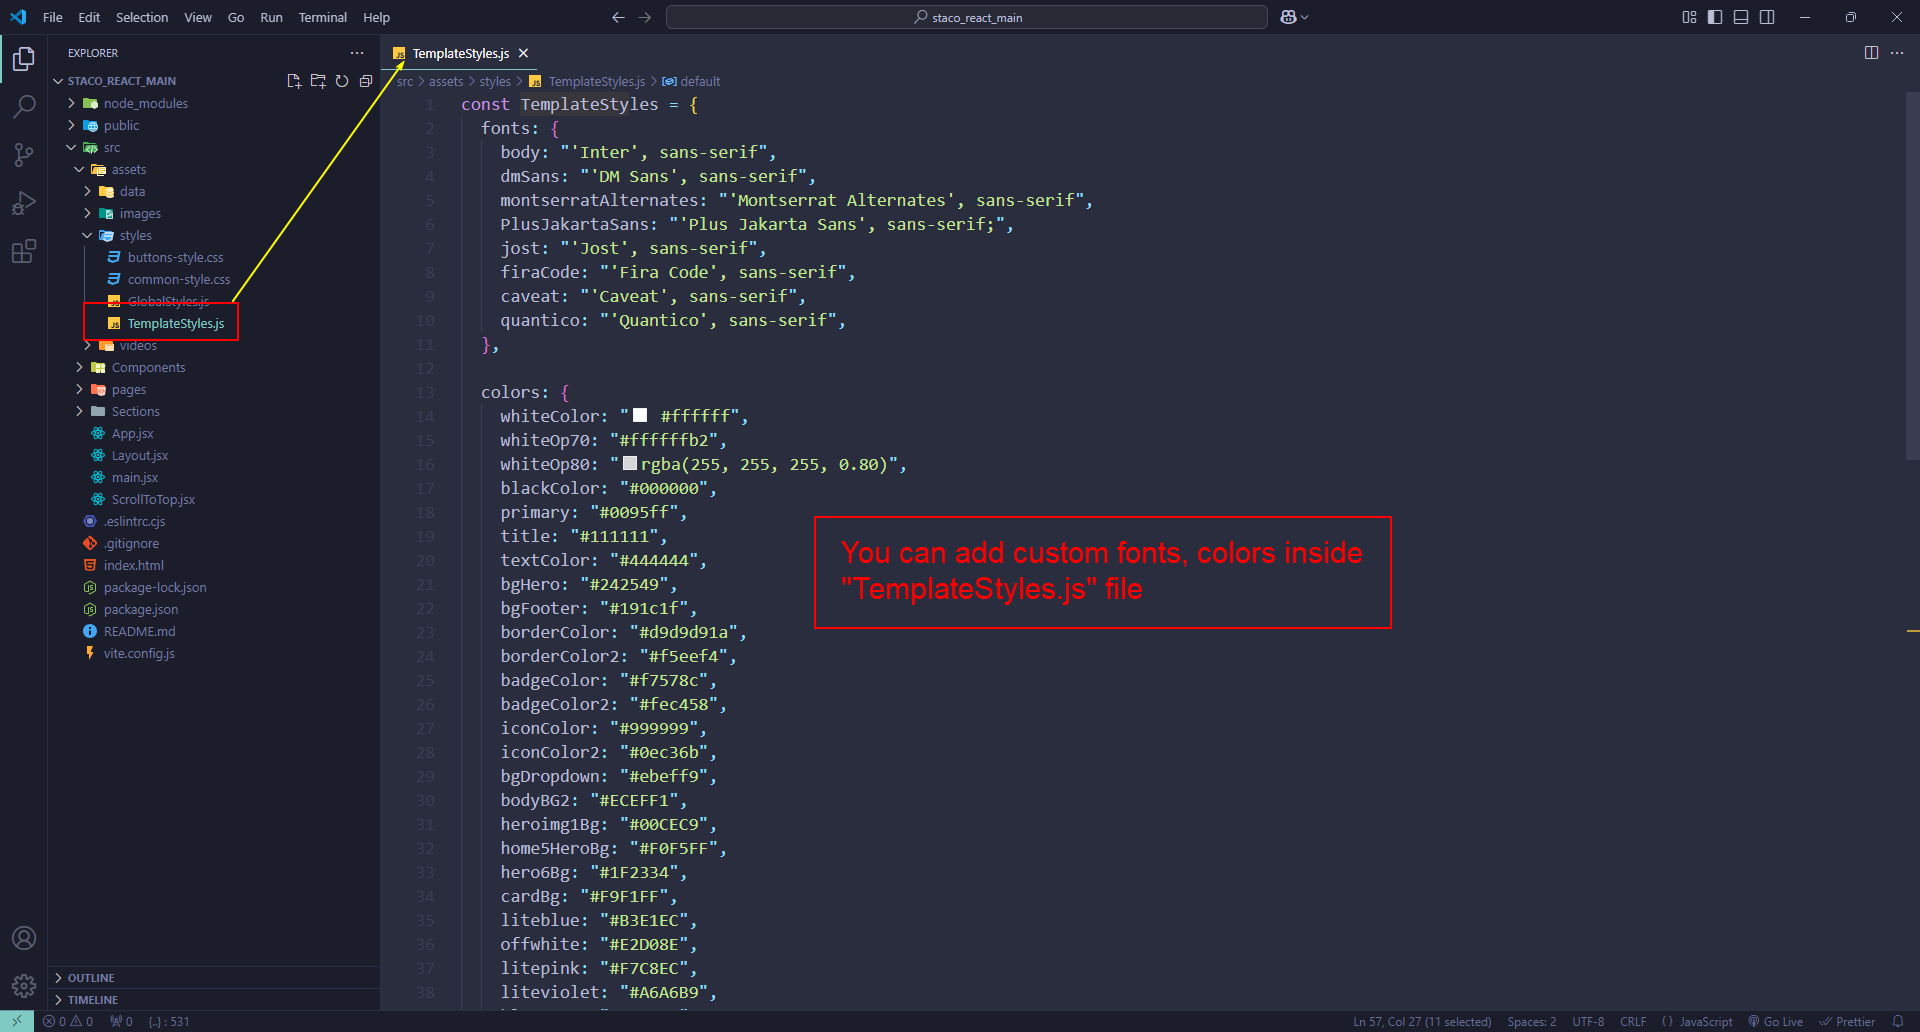 File Edit Selection View Go Run Terminal Help
staco_react_main
EXPLORER
STACO_REACT_MAIN
node_modules
public
src
assets
data
images
styles
buttons-style.css
common-style.css
GlobalStyles.js
TemplateStyles.js
videos
Components
pages
Sections
App.jsx
Layout.jsx
main.jsx
ScrollToTop.jsx
.eslintrc.cjs
.gitignore
index.html
package-lock.json
package.json
README.md
vite.config.js
OUTLINE
TIMELINE
TemplateStyles.js
src > assets > styles > TemplateStyles.js > default
1 const TemplateStyles = {
2 fonts: {
3 body: "'Inter', sans-serif",
4 dmSans: "'DM Sans', sans-serif",
5 montserratAlternates: "'Montserrat Alternates', sans-serif",
6 PlusJakartaSans: "'Plus Jakarta Sans', sans-serif;",
7 jost: "'Jost', sans-serif",
8 firaCode: "'Fira Code', sans-serif",
9 caveat: "'Caveat', sans-serif",
10 quantico: "'Quantico', sans-serif",
11 },
12
13 colors: {
14 whiteColor: "#ffffff",
15 whiteOp70: "#ffffffb2",
16 whiteOp80: "rgba(255, 255, 255, 0.80)",
17 blackColor: "#000000",
18 primary: "#0095ff",
19 title: "#111111",
20 textColor: "#444444",
21 bgHero: "#242549",
22 bgFooter: "#191c1f",
23 borderColor: "#d9d9d91a",
24 borderColor2: "#f5eef4",
25 badgeColor: "#f7578c",
26 badgeColor2: "#fec458",
27 iconColor: "#999999",
28 iconColor2: "#0ec36b",
29 bgDropdown: "#ebeff9",
30 bodyBG2: "#ECEFF1",
31 heroimg1Bg: "#00CEC9",
32 home5HeroBg: "#F0F5FF",
33 hero6Bg: "#1F2334",
34 cardBg: "#F9F1FF",
35 liteblue: "#B3E1EC",
36 offwhite: "#E2D08E",
37 litepink: "#F7C8EC",
38 liteviolet: "#A6A6B9",
You can add custom fonts, colors inside
"TemplateStyles.js" file
0 0 0 {..} : 531
Ln 57, Col 27 (11 selected) Spaces: 2 UTF-8 CRLF { } JavaScript Go Live Prettier